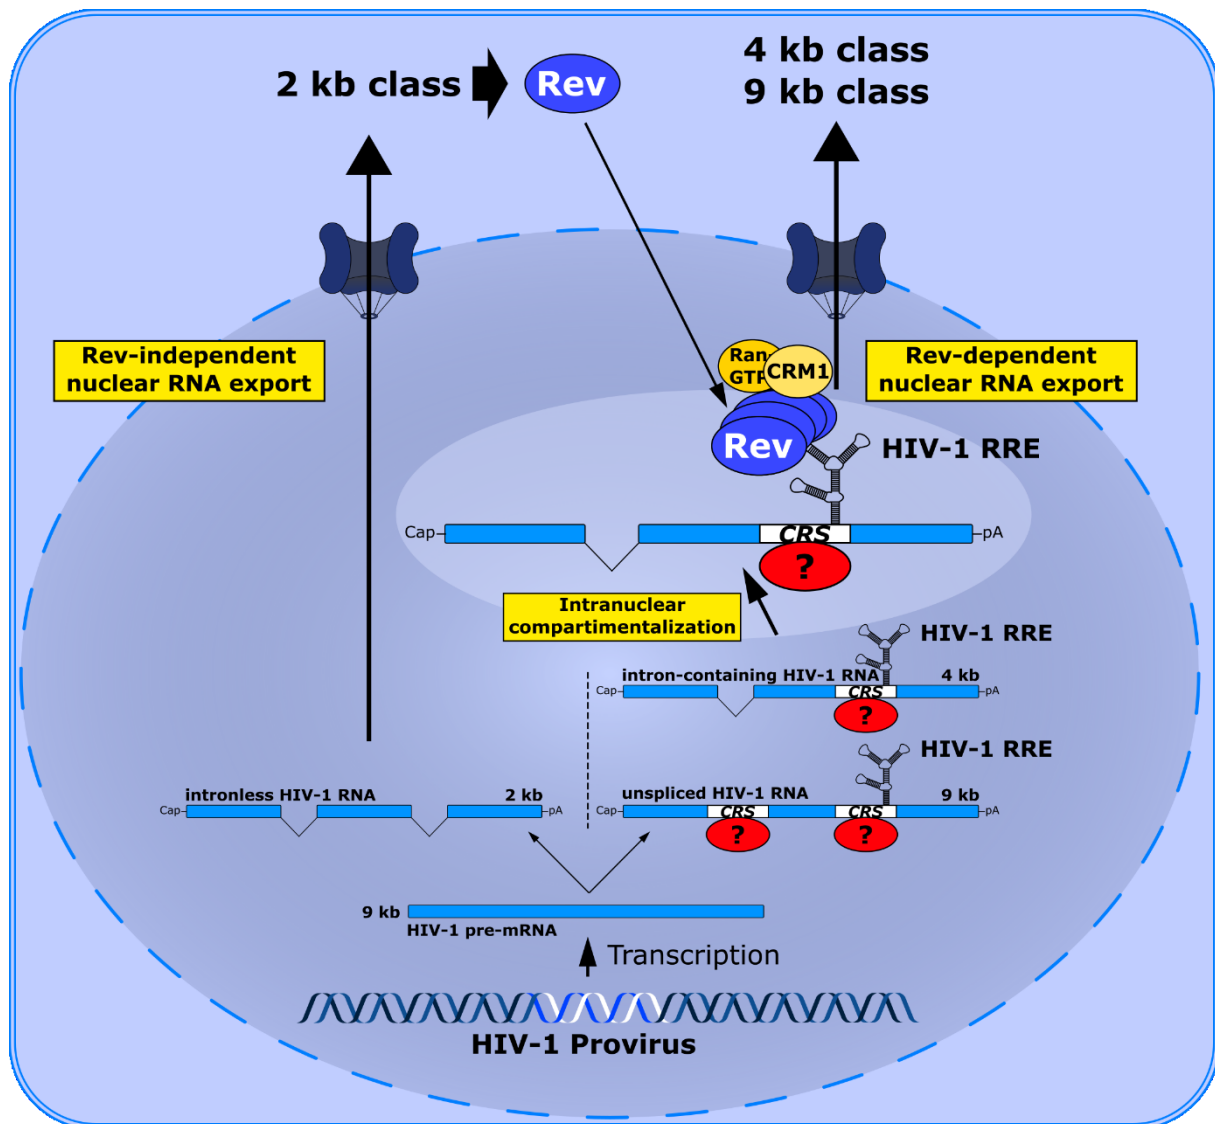 2 kb class
Rev
4 kb class
9 kb class
Rev-independent
nuclear RNA export
Ran-
GTP
CRM1
Rev-dependent
nuclear RNA export
Rev
HIV-1 RRE
Cap
CRS
pA
?
Intranuclear
compartimentalization
HIV-1 RRE
intron-containing HIV-1 RNA
4 kb
Cap
CRS
pA
?
HIV-1 RRE
intronless HIV-1 RNA
2 kb
Cap
pA
unspliced HIV-1 RNA
9 kb
Cap
CRS
CRS
pA
?
?
9 kb
HIV-1 pre-mRNA
Transcription
HIV-1 Provirus